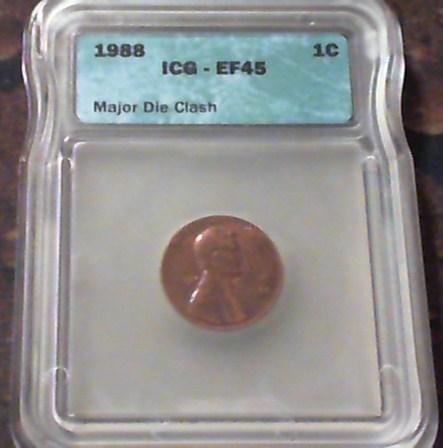 1988 1C
ICG - EF45
Major Die Clash